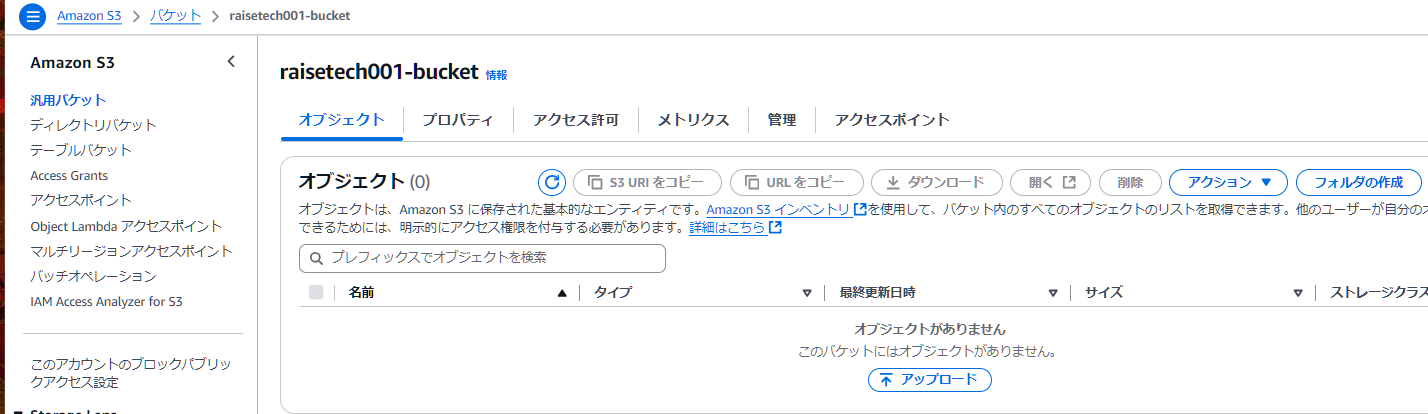 Amazon S3 > バケット > raisetech001-bucket
Amazon S3
汎用バケット
ディレクトリバケット
テーブルバケット
Access Grants
アクセスポイント
Object Lambda アクセスポイント
マルチリージョンアクセスポイント
バッチオペレーション
IAM Access Analyzer for S3
このアカウントのブロックパブリッ
クアクセス設定
Storage Lens
raisetech001-bucket 情報
オブジェクト プロパティ アクセス許可 メトリクス 管理 アクセスポイント
オブジェクト (0) S3 URI をコピー URL をコピー ダウンロード 開く 削除 アクション フォルダの作成
オブジェクトは、Amazon S3 に保存された基本的なエンティティです。Amazon S3 インベントリ を使用して、バケット内のすべてのオブジェクトのリストを取得できます。他のユーザーが自分の
できるためには、明示的にアクセス権限を付与する必要があります。詳細はこちら
プレフィックスでオブジェクトを検索
名前 タイプ 最終更新日時 サイズ ストレージクラス
オブジェクトがありません
このバケットにはオブジェクトがありません。
アップロード